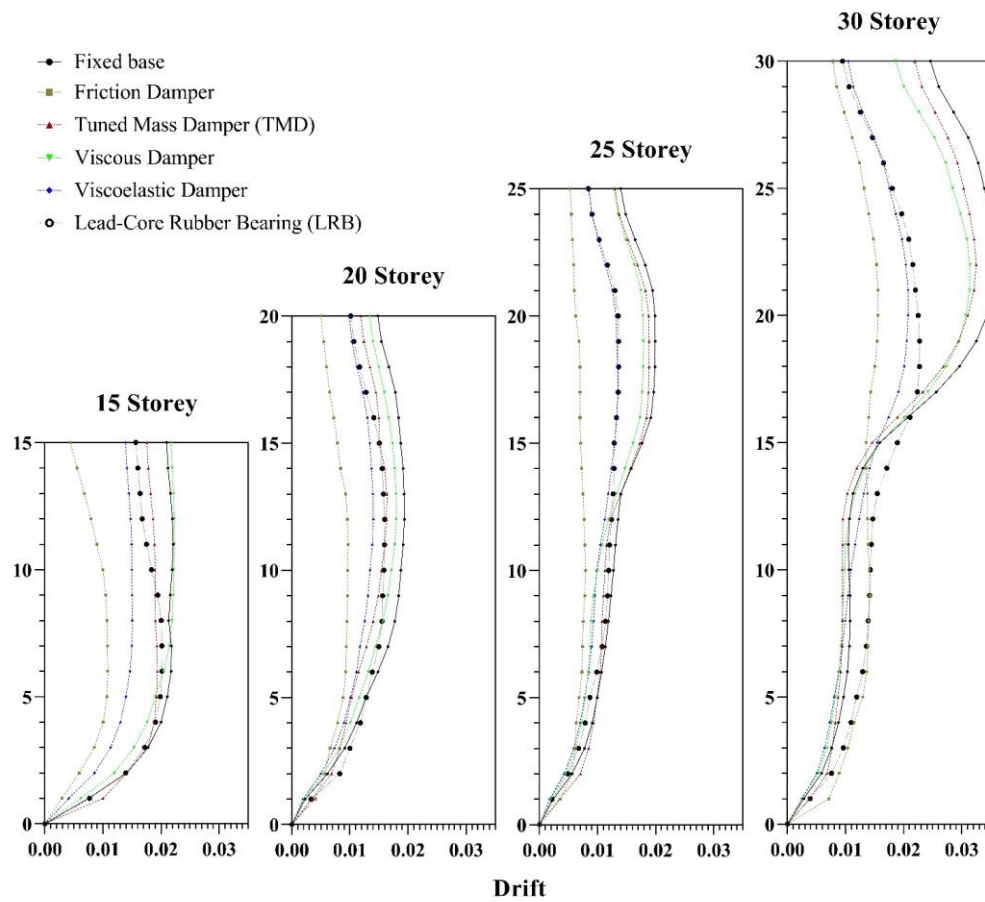 30 Storey
Fixed base
Friction Damper
Tuned Mass Damper (TMD)
Viscous Damper
Viscoelastic Damper
Lead-Core Rubber Bearing (LRB)
25 Storey
20 Storey
15 Storey
15
10
5
0
0.00 0.01 0.02 0.03
20
15
10
5
0
0.00 0.01 0.02 0.03
25
20
15
10
5
0
0.00 0.01 0.02 0.03
30
25
20
15
10
5
0
0.00 0.01 0.02 0.03
Drift